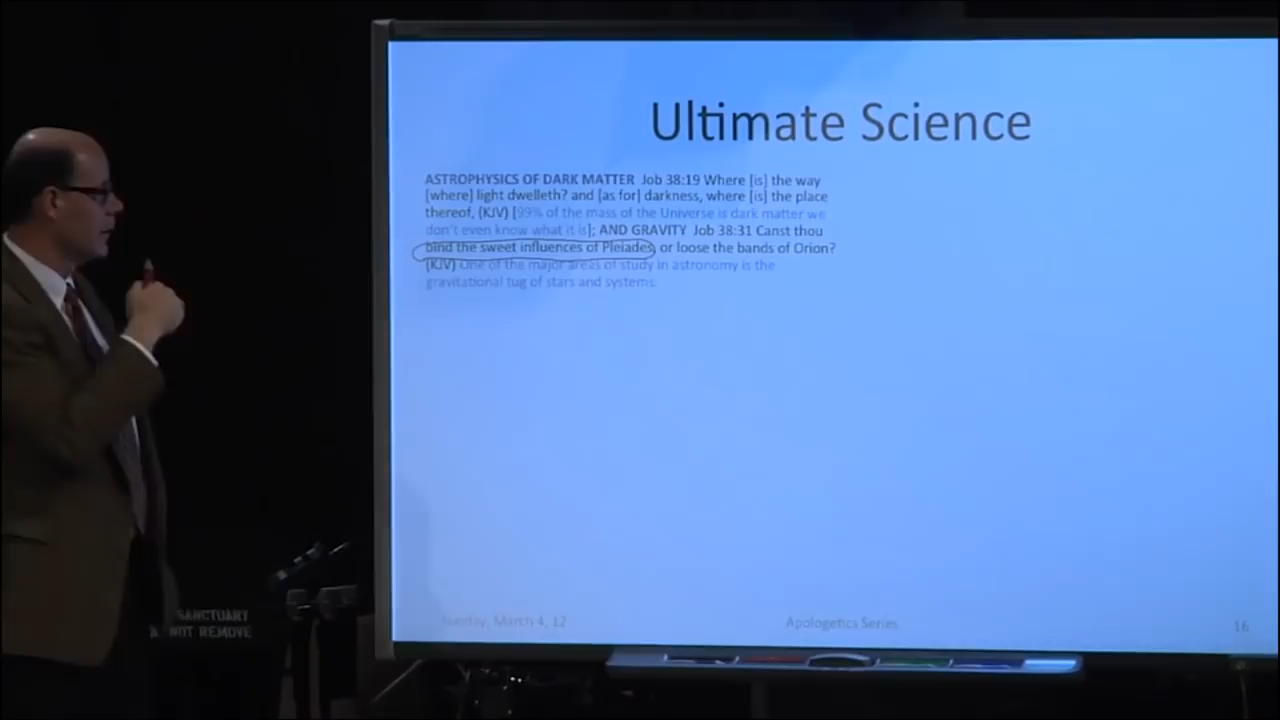 Ultimate Science
ASTROPHYSICS OF DARK MATTER Job 38:19 Where [is] the way
[where] light dwelleth? and [as for] darkness, where [is] the place
thereof, (KJV) [99% of the mass of the Universe is dark matter we
don't even know what it is]; AND GRAVITY Job 38:31 Canst thou
bind the sweet influences of Pleiades, or loose the bands of Orion?
(KJV) One of the major areas of study in astronomy is the
gravitational tug of stars and systems.
Sunday, March 4, 12
Apologetics Series
16
SANCTUARY
NOT REMOVE